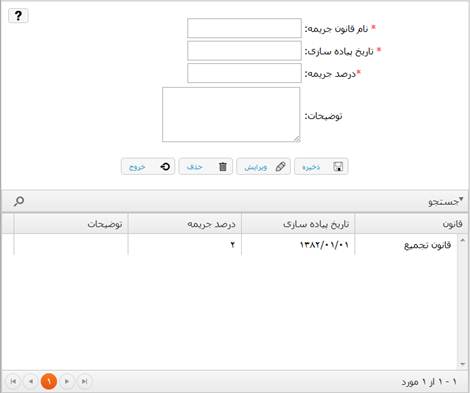 ?
* نام قانون جریمه:
* تاریخ پیاده سازی:
*درصد جریمه:
توضیحات:
ذخیره ویرایش حذف خروج
جستجو
قانون تاریخ پیاده سازی درصد جریمه توضیحات
قانون تجمیع ۱۳۸۲/۰۱/۰۱ ۲
۱ - ۱ از ۱ مورد ۱